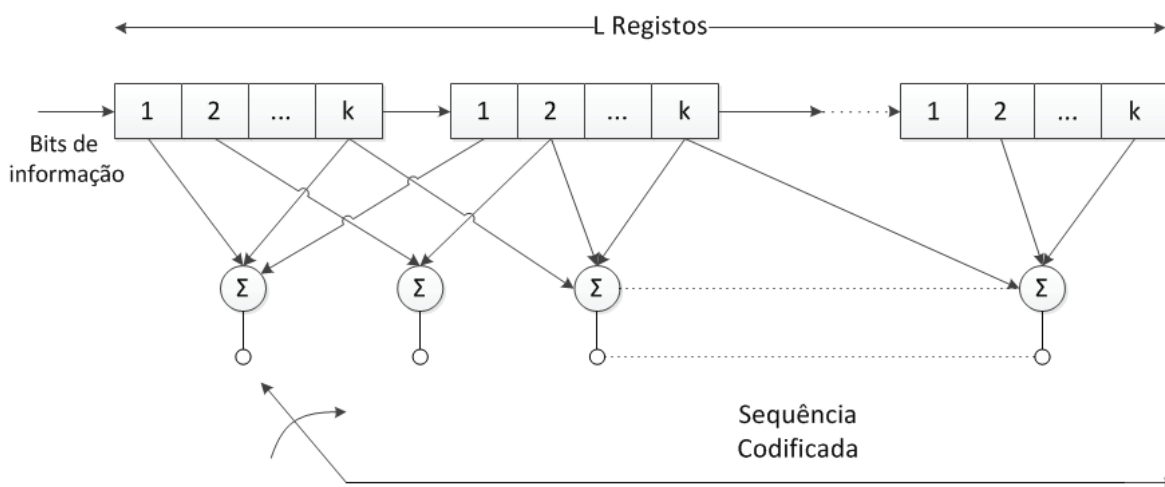 L Registos
1 2 ... k 1 2 ... k 1 2 ... k
Bits de
informação
Σ Σ Σ Σ
Sequência
Codificada